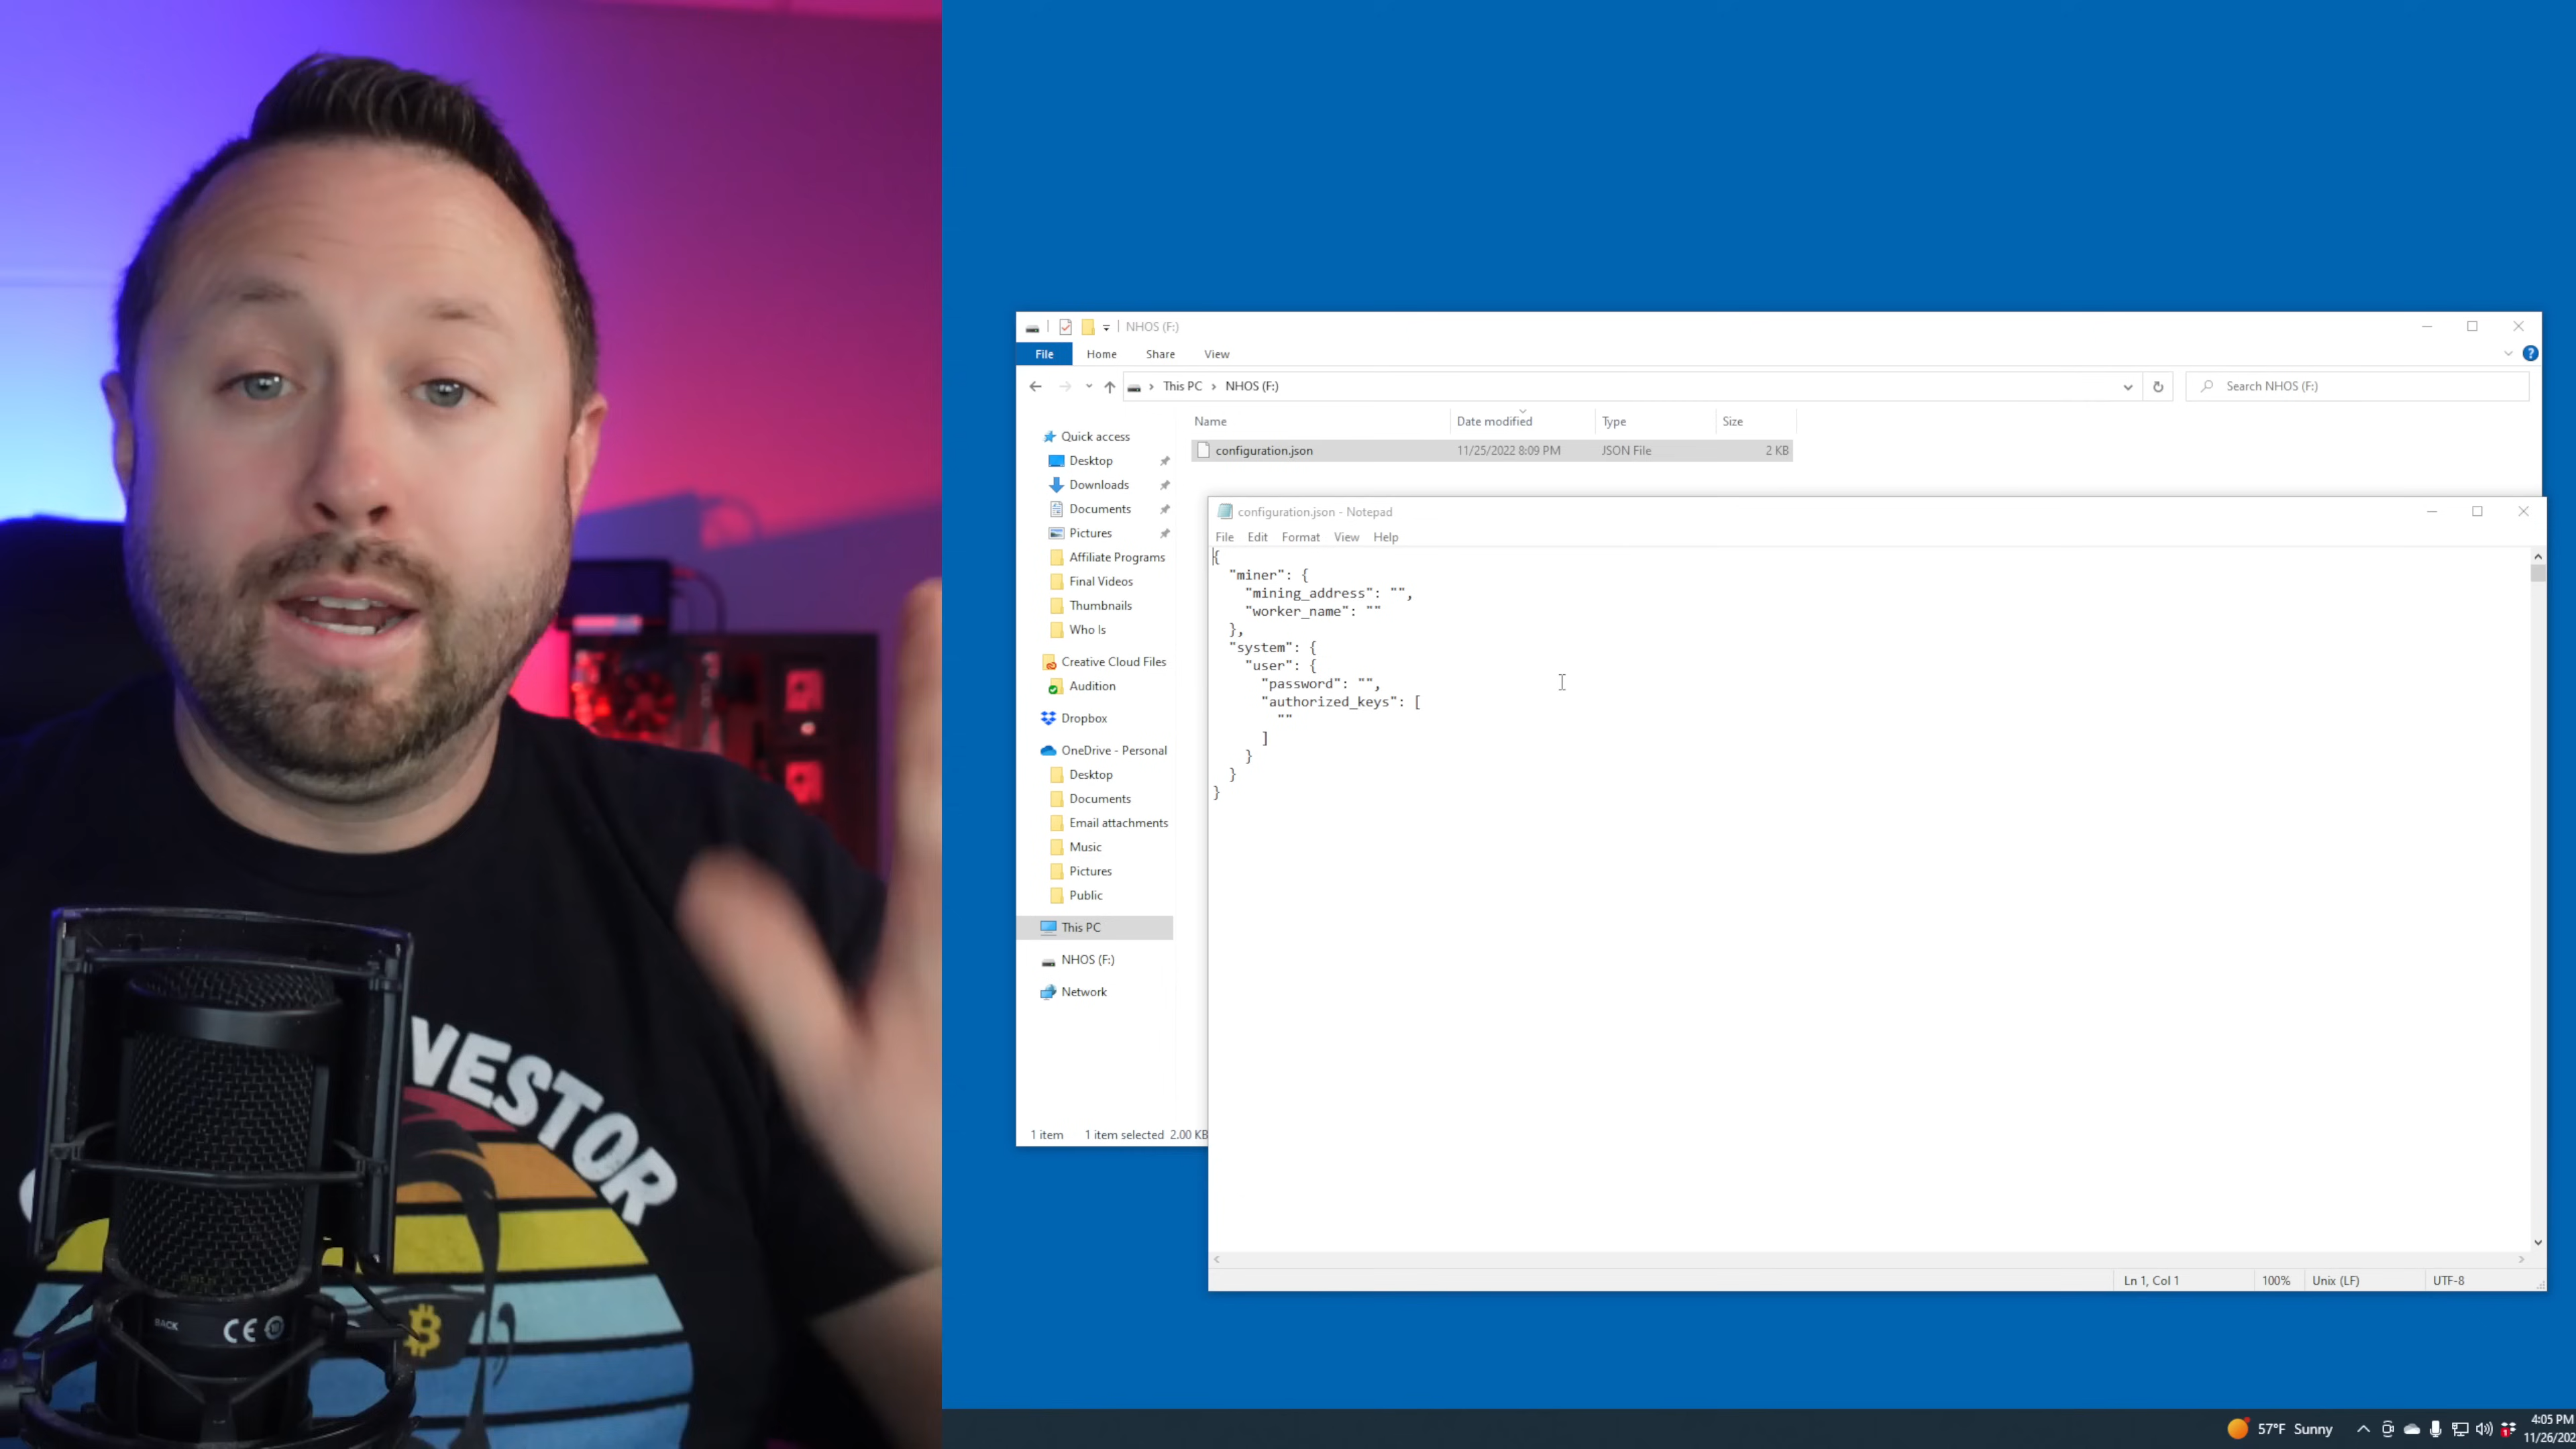 VESTOR
BACK CE
NHOS (F:)
File Home Share View
This PC > NHOS (F:)
Search NHOS (F:)
Name Date modified Type Size
configuration.json 11/25/2022 8:09 PM JSON File 2 KB
Quick access
Desktop
Downloads
Documents
Pictures
Affiliate Programs
Final Videos
Thumbnails
Who Is
Creative Cloud Files
Audition
Dropbox
OneDrive - Personal
Desktop
Documents
Email attachments
Music
Pictures
Public
This PC
NHOS (F:)
Network
1 item 1 item selected 2.00 KB
configuration.json - Notepad
File Edit Format View Help
{
"miner": {
"mining_address": "",
"worker_name": ""
},
"system": {
"user": {
"password": "",
"authorized_keys": [
""
]
}
}
}
Ln 1, Col 1 100% Unix (LF) UTF-8
57°F Sunny
4:05 PM
11/26/202